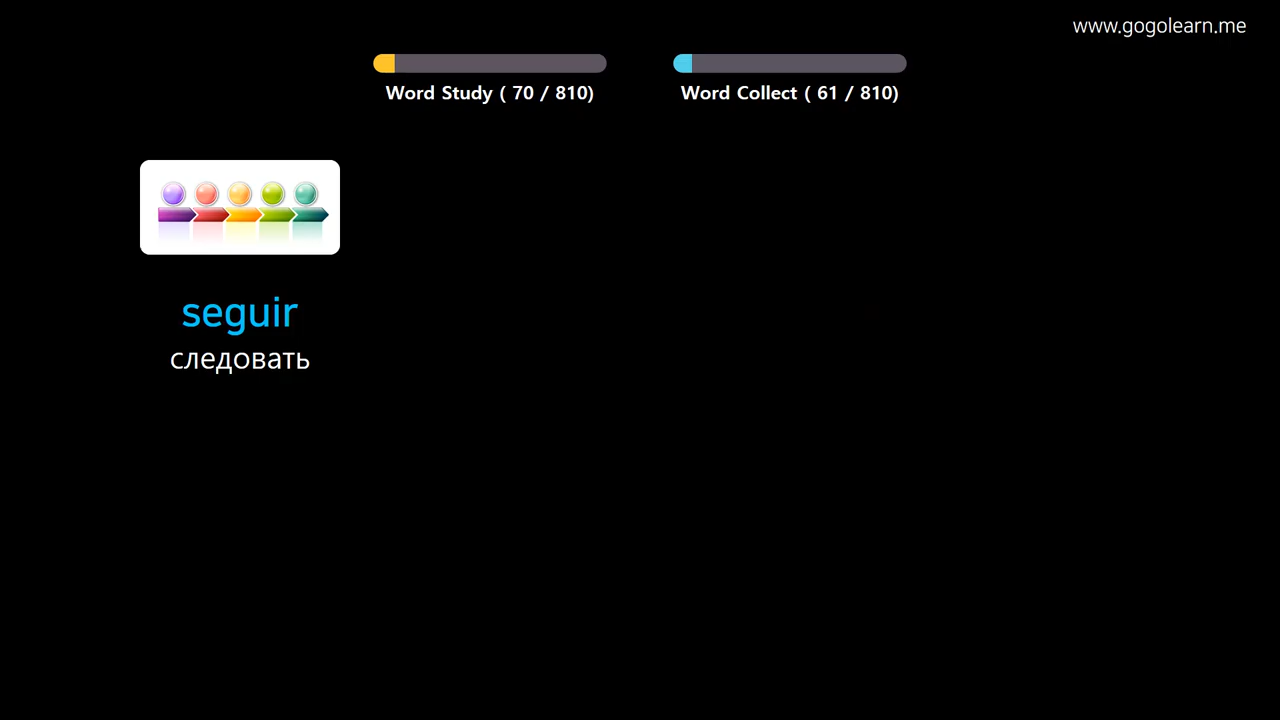 www.gogolearn.me
Word Study ( 70 / 810)
Word Collect ( 61 / 810)
seguir
следовать